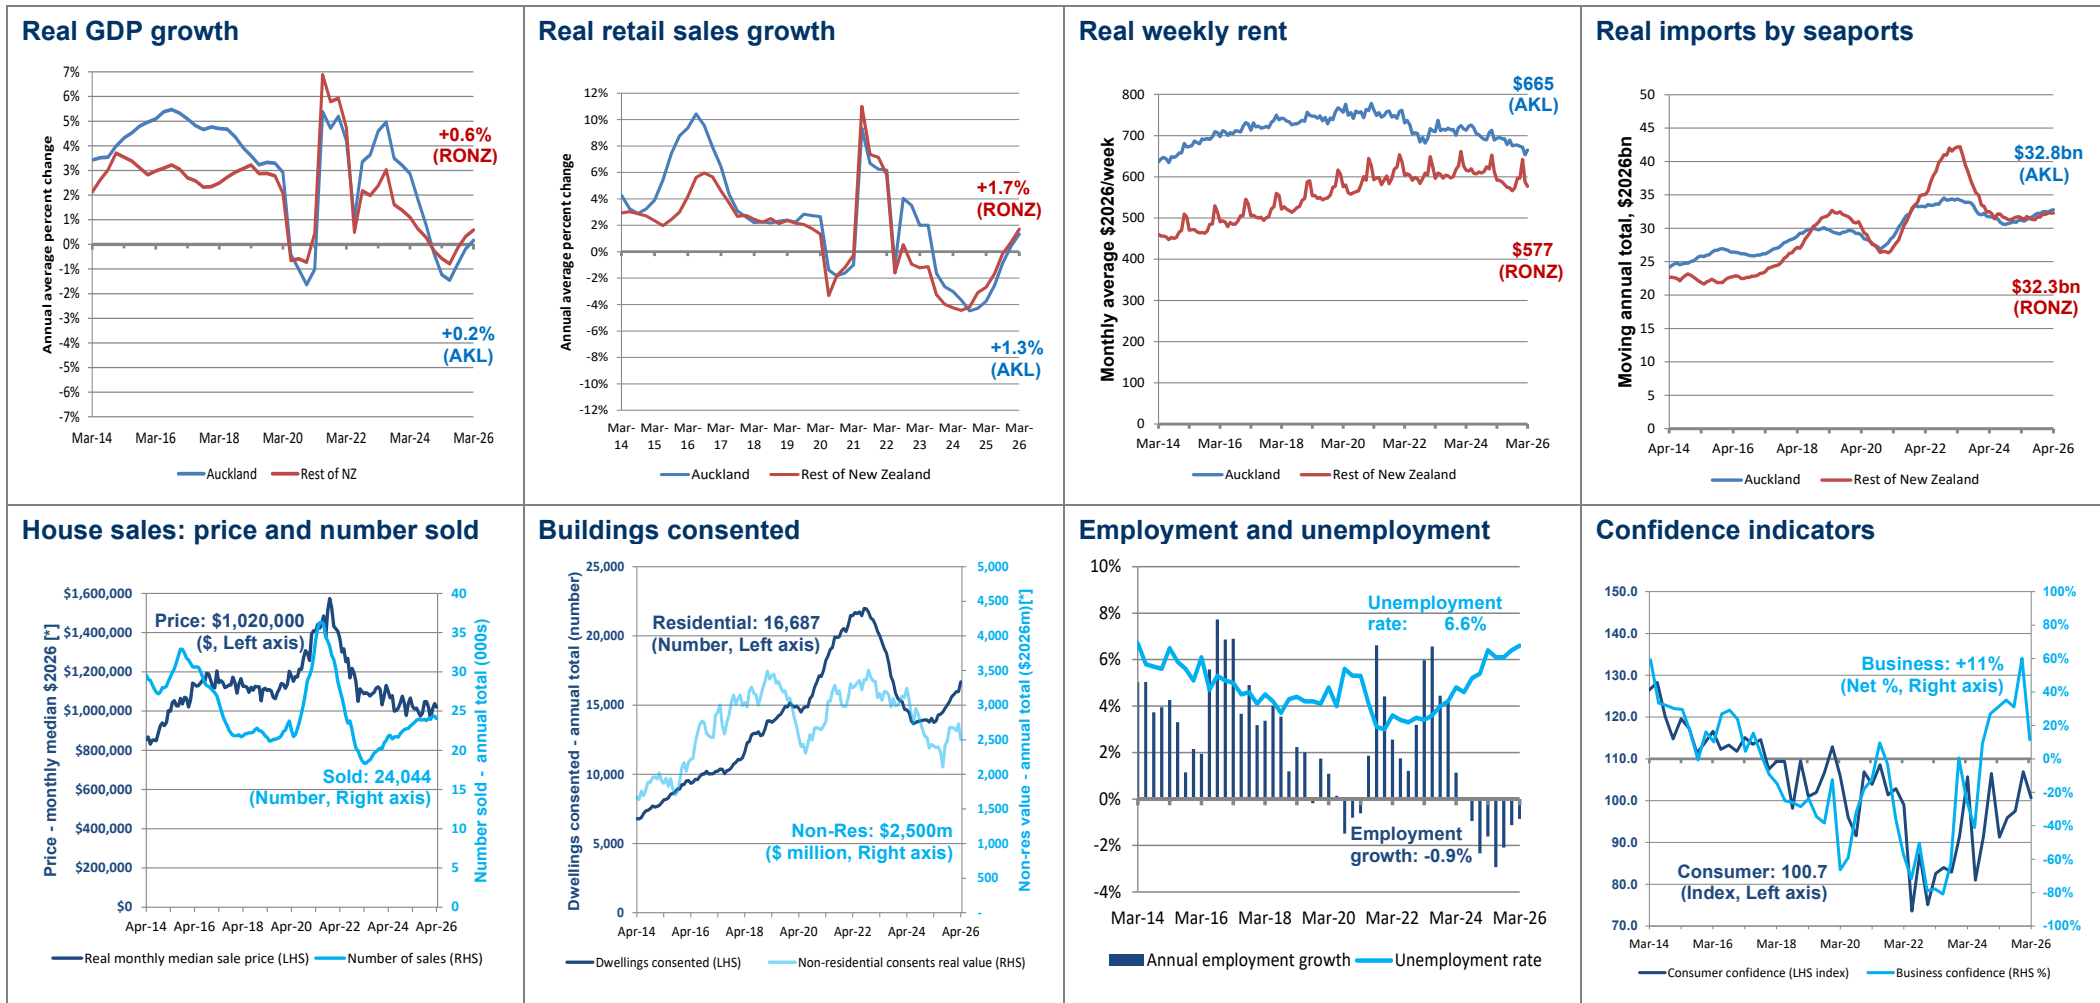 Real GDP growth
Annual average percent change
7%
6%
5%
4%
3%
2%
1%
0%
-1%
-2%
-3%
-4%
-5%
-6%
-7%
+0.6%
(RONZ)
+0.2%
(AKL)
Mar-14 Mar-16 Mar-18 Mar-20 Mar-22 Mar-24 Mar-26
Auckland Rest of NZ
Real retail sales growth
Annual average percent change
12%
10%
8%
6%
4%
2%
0%
-2%
-4%
-6%
-8%
-10%
-12%
+1.7%
(RONZ)
+1.3%
(AKL)
Mar- Mar- Mar- Mar- Mar- Mar- Mar- Mar- Mar- Mar- Mar- Mar- Mar-
14 15 16 17 18 19 20 21 22 23 24 25 26
Auckland Rest of New Zealand
Real weekly rent
Monthly average $2026/week
800
700
600
500
400
300
200
100
0
$665
(AKL)
$577
(RONZ)
Mar-14 Mar-16 Mar-18 Mar-20 Mar-22 Mar-24 Mar-26
Auckland Rest of New Zealand
Real imports by seaports
Moving annual total, $2026bn
50
45
40
35
30
25
20
15
10
5
0
$32.8bn
(AKL)
$32.3bn
(RONZ)
Apr-14 Apr-16 Apr-18 Apr-20 Apr-22 Apr-24 Apr-26
Auckland Rest of New Zealand
House sales: price and number sold
Price - monthly median $2026 [*]
$1,600,000
$1,400,000
$1,200,000
$1,000,000
$800,000
$600,000
$400,000
$200,000
$0
Price: $1,020,000
($, Left axis)
Sold: 24,044
(Number, Right axis)
40
35
30
25
20
15
10
5
0
Number sold - annual total (000s)
Apr-14 Apr-16 Apr-18 Apr-20 Apr-22 Apr-24 Apr-26
Real monthly median sale price (LHS) Number of sales (RHS)
Buildings consented
Dwellings consented - annual total (number)
25,000
20,000
15,000
10,000
5,000
0
Residential: 16,687
(Number, Left axis)
Non-Res: $2,500m
($ million, Right axis)
5,000
4,500
4,000
3,500
3,000
2,500
2,000
1,500
1,000
500
-
Non-res value - annual total ($2026m)[*]
Apr-14 Apr-16 Apr-18 Apr-20 Apr-22 Apr-24 Apr-26
Dwellings consented (LHS) Non-residential consents real value (RHS)
Employment and unemployment
10%
8%
6%
4%
2%
0%
-2%
-4%
Unemployment
rate: 6.6%
Employment
growth: -0.9%
Mar-14 Mar-16 Mar-18 Mar-20 Mar-22 Mar-24 Mar-26
Annual employment growth Unemployment rate
Confidence indicators
150.0
140.0
130.0
120.0
110.0
100.0
90.0
80.0
70.0
Business: +11%
(Net %, Right axis)
Consumer: 100.7
(Index, Left axis)
100%
80%
60%
40%
20%
0%
-20%
-40%
-60%
-80%
-100%
Mar-14 Mar-16 Mar-18 Mar-20 Mar-22 Mar-24 Mar-26
Consumer confidence (LHS index) Business confidence (RHS %)